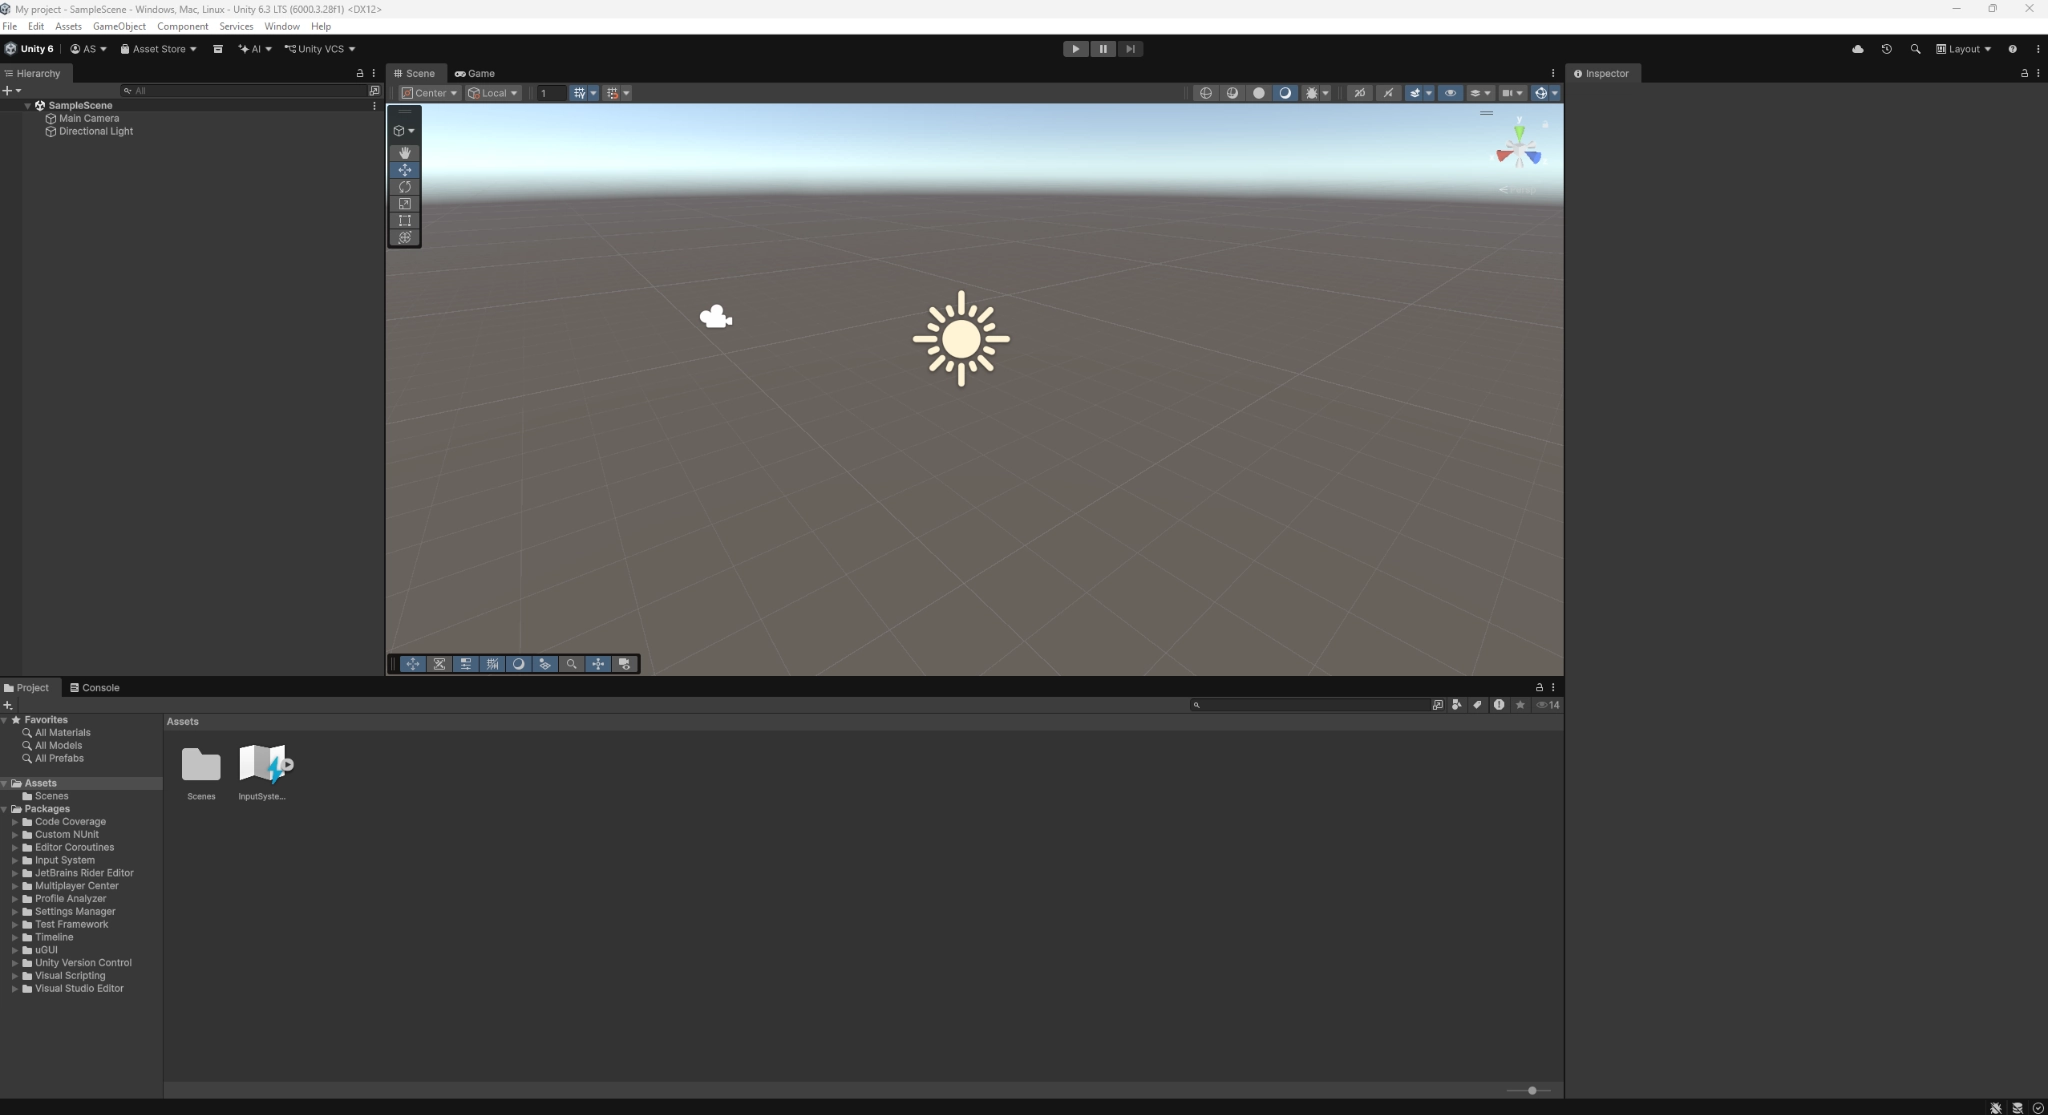 My project - SampleScene - Windows, Mac, Linux - Unity 6.3 LTS (6000.3.28f1) <DX12>
File Edit Assets GameObject Component Services Window Help
Unity 6 AS Asset Store AI Unity VCS Layout
Hierarchy
All
SampleScene
Main Camera
Directional Light
Scene Game
Center Local 1
y
Inspector
Project Console
14
Favorites
All Materials
All Models
All Prefabs
Assets
Scenes
Packages
Code Coverage
Custom NUnit
Editor Coroutines
Input System
JetBrains Rider Editor
Multiplayer Center
Profile Analyzer
Settings Manager
Test Framework
Timeline
uGUI
Unity Version Control
Visual Scripting
Visual Studio Editor
Assets
Scenes InputSyste...